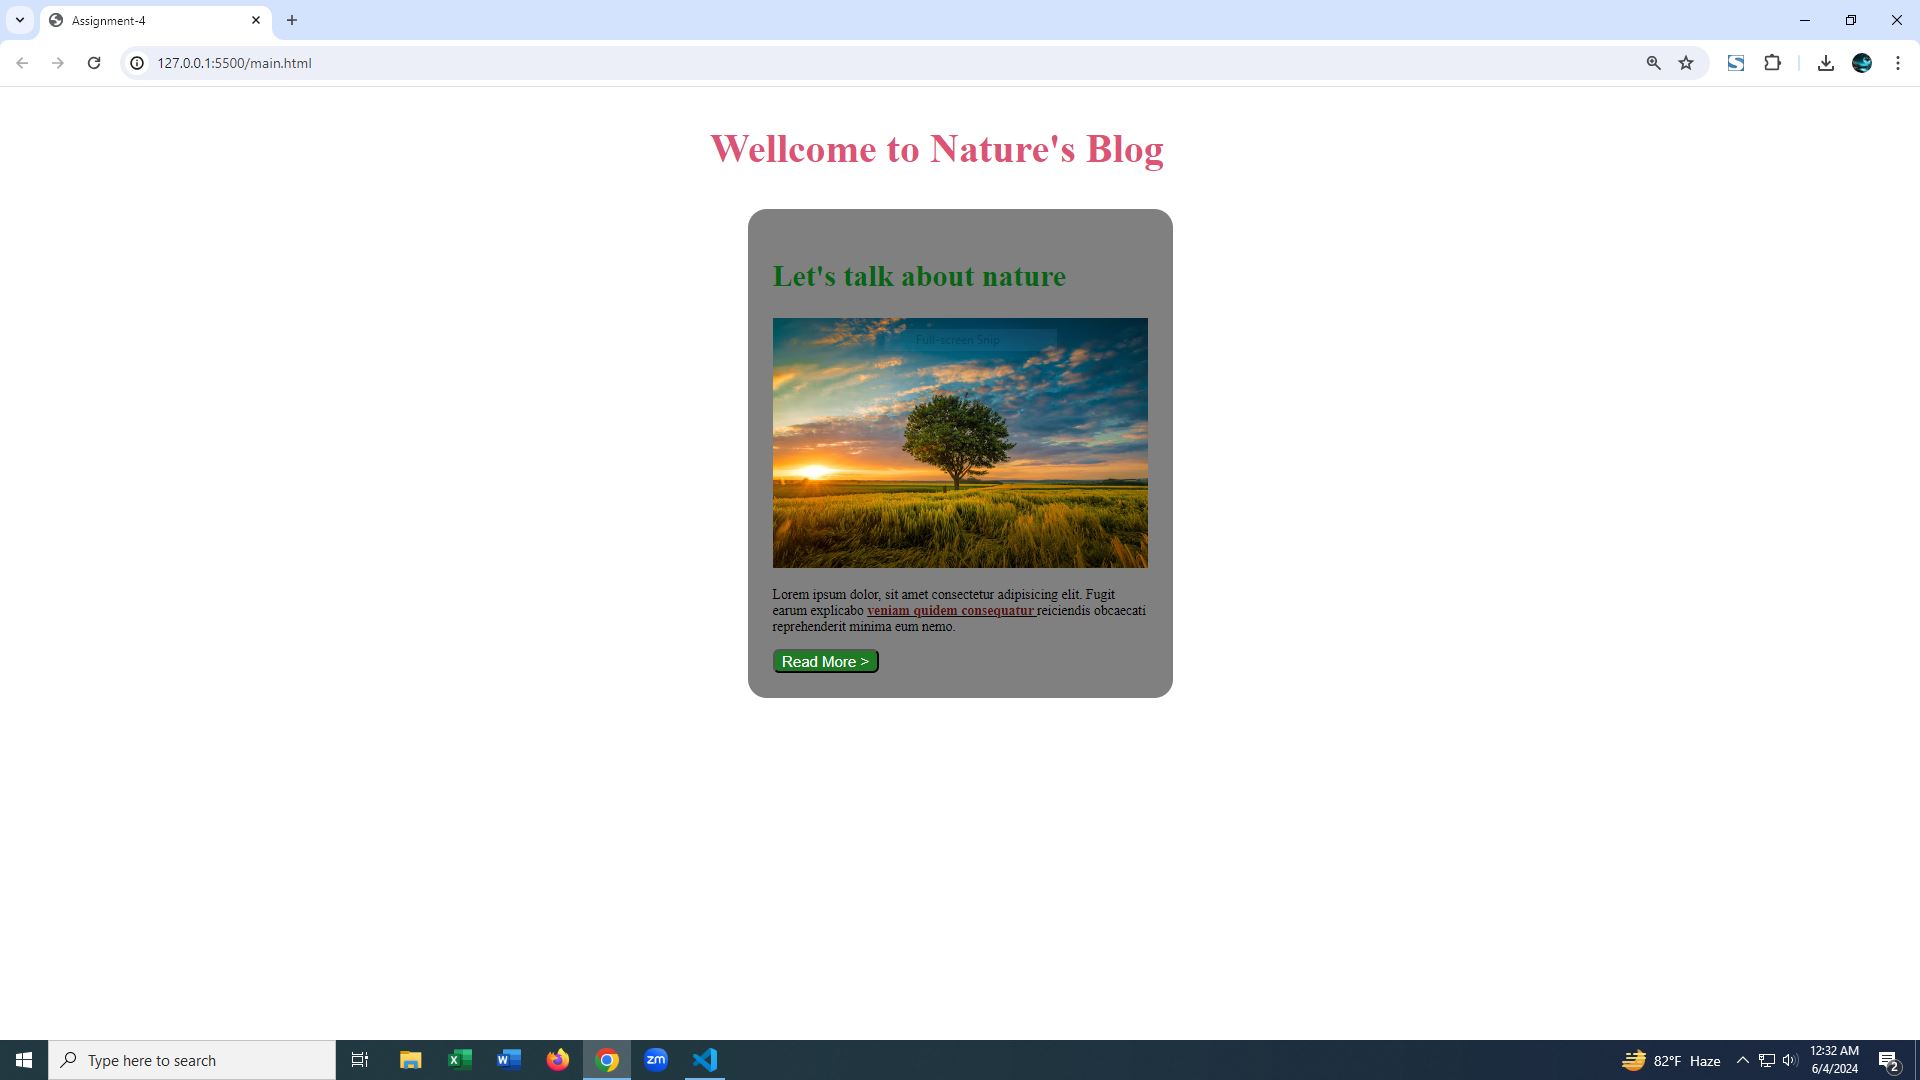 Assignment-4
127.0.0.1:5500/main.html
Wellcome to Nature's Blog
Let's talk about nature
Full-screen Snip
Lorem ipsum dolor, sit amet consectetur adipisicing elit. Fugit
earum explicabo veniam quidem consequatur reiciendis obcaecati
reprehenderit minima eum nemo.
Read More >
Type here to search
zm
82°F Haze
12:32 AM
6/4/2024
2